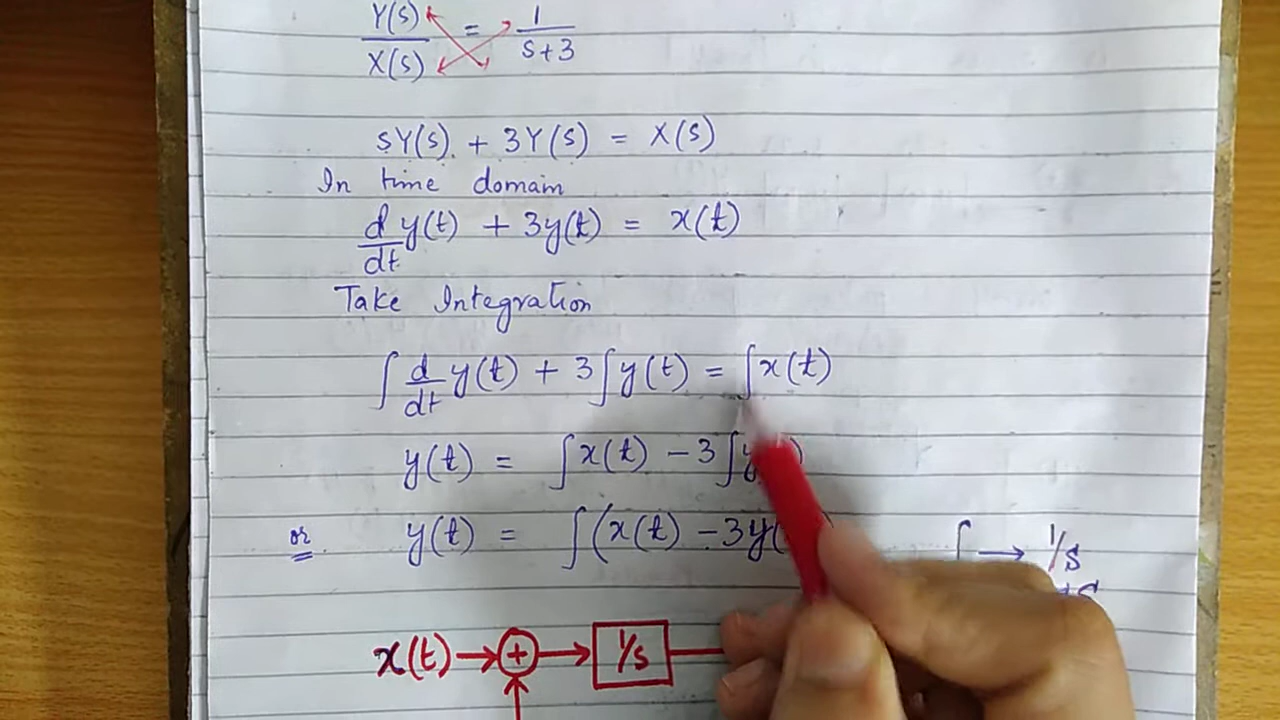 Y(s)/X(s) = 1/s+3
sY(s) + 3Y(s) = X(s)
In time domain
d/dt y(t) + 3y(t) = x(t)
Take Integration
∫ d/dt y(t) + 3∫y(t) = ∫x(t)
y(t) = ∫x(t) - 3∫y
or y(t) = ∫(x(t) - 3y(
∫ → 1/s
x(t) → + → 1/s